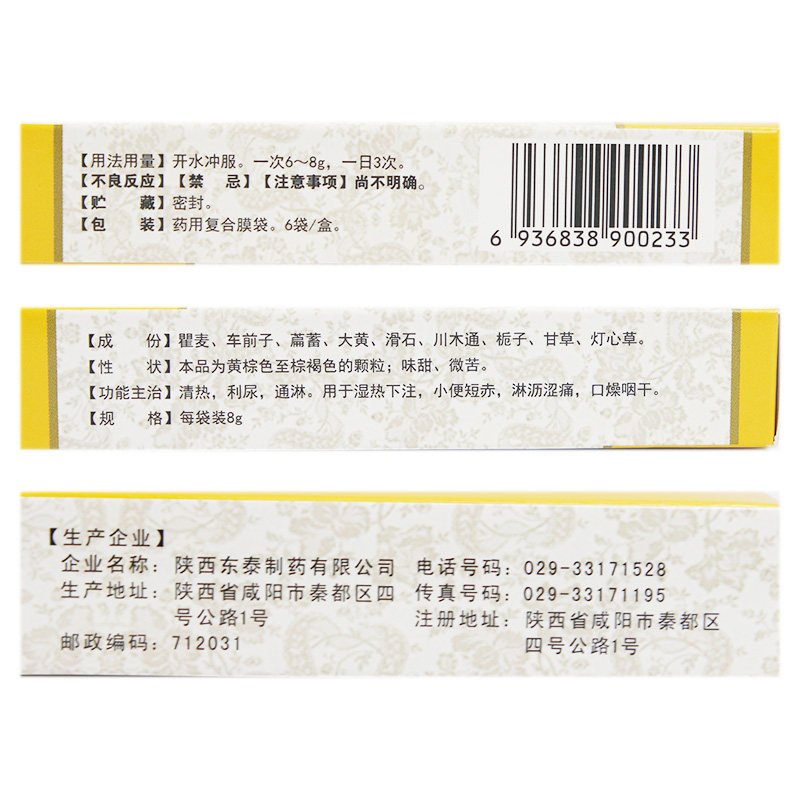 【用法用量】开水冲服。一次6～8g，一日3次。
【不良反应】【禁　忌】【注意事项】尚不明确。
【贮　藏】密封。
【包　装】药用复合膜袋。6袋/盒。
6 936838 900233
【成　份】瞿麦、车前子、萹蓄、大黄、滑石、川木通、栀子、甘草、灯心草。
【性　状】本品为黄棕色至棕褐色的颗粒；味甜、微苦。
【功能主治】清热，利尿，通淋。用于湿热下注，小便短赤，淋沥涩痛，口燥咽干。
【规　格】每袋装8g
【生产企业】
企业名称：陕西东泰制药有限公司
生产地址：陕西省咸阳市秦都区四
号公路1号
邮政编码：712031
电话号码：029-33171528
传真号码：029-33171195
注册地址：陕西省咸阳市秦都区
四号公路1号